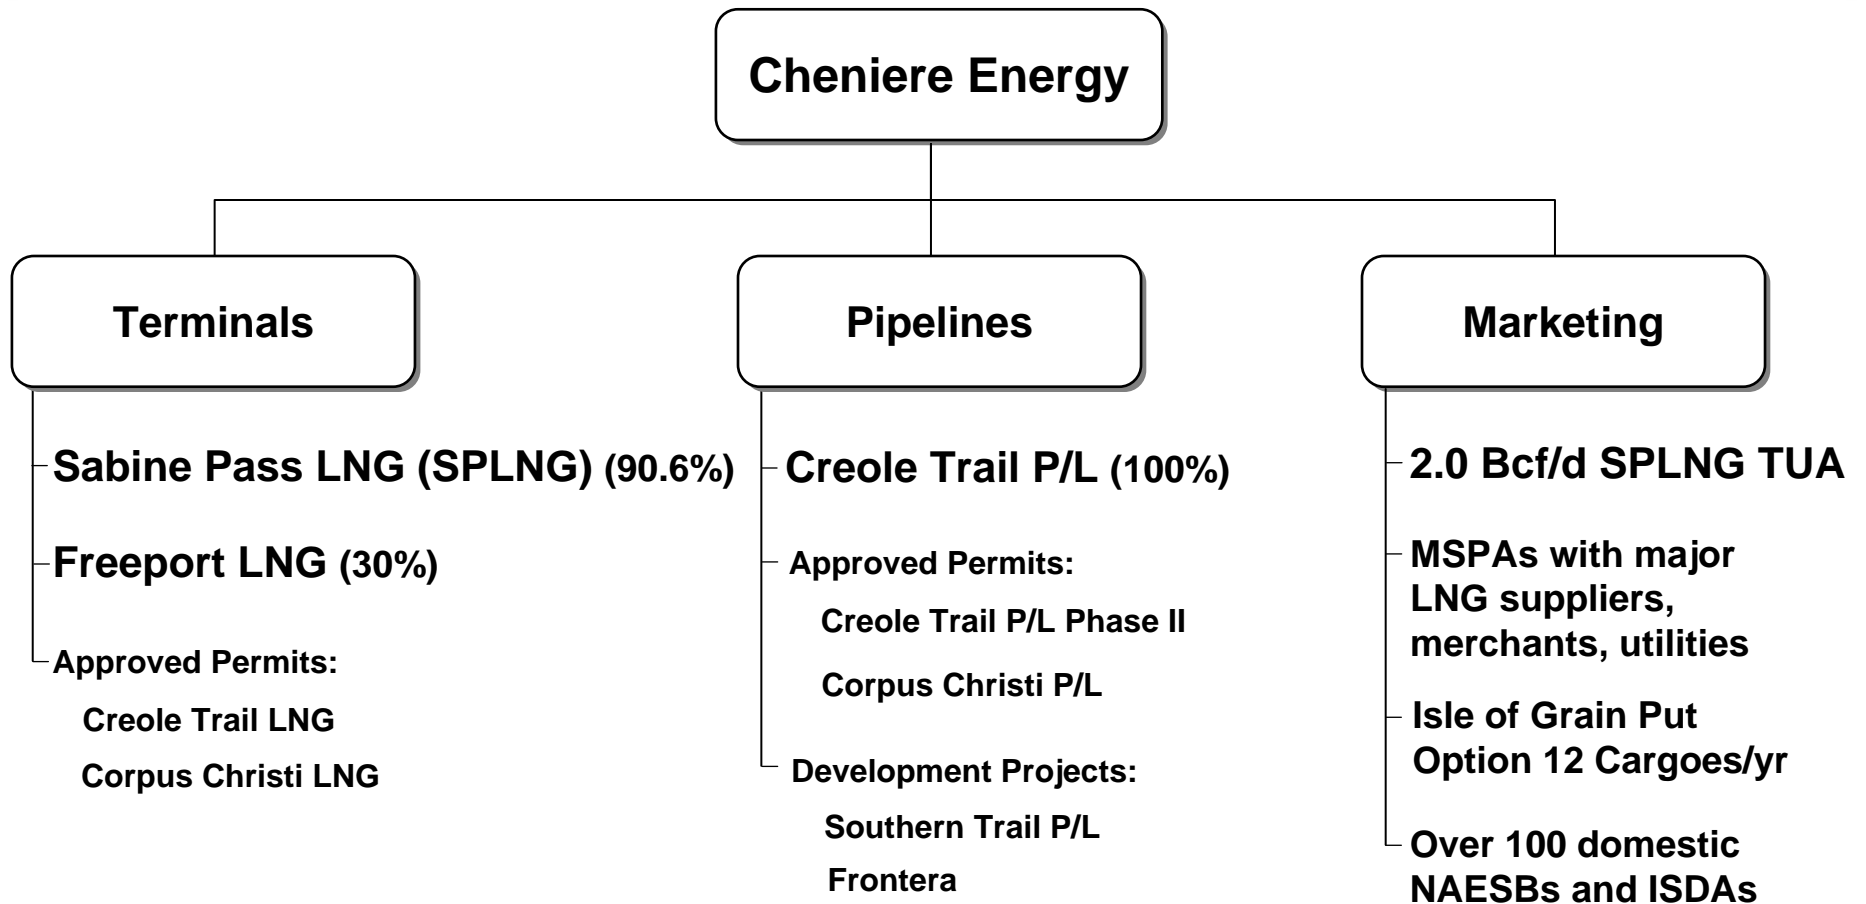 Cheniere Energy
Terminals
Sabine Pass LNG (SPLNG) (90.6%)
Freeport LNG (30%)
Approved Permits:
Creole Trail LNG
Corpus Christi LNG
Pipelines
Creole Trail P/L (100%)
Approved Permits:
Creole Trail P/L Phase II
Corpus Christi P/L
Development Projects:
Southern Trail P/L
Frontera
Marketing
2.0 Bcf/d SPLNG TUA
MSPAs with major
LNG suppliers,
merchants, utilities
Isle of Grain Put
Option 12 Cargoes/yr
Over 100 domestic
NAESBs and ISDAs